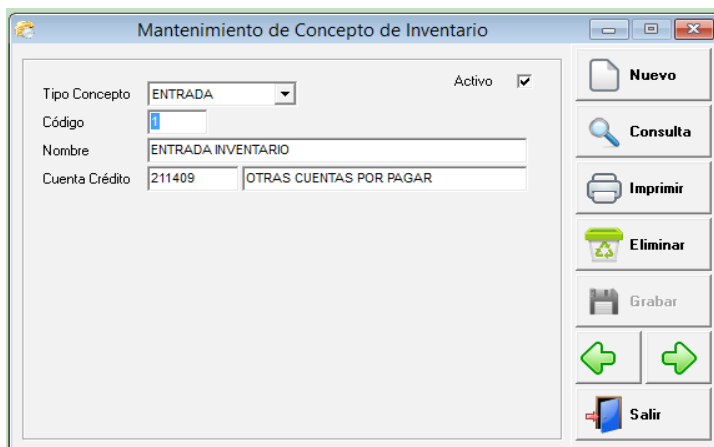 Mantenimiento de Concepto de Inventario
Activo
Tipo Concepto ENTRADA
Código 1
Nombre ENTRADA INVENTARIO
Cuenta Crédito 211409 OTRAS CUENTAS POR PAGAR
Nuevo
Consulta
Imprimir
Eliminar
Grabar
Salir